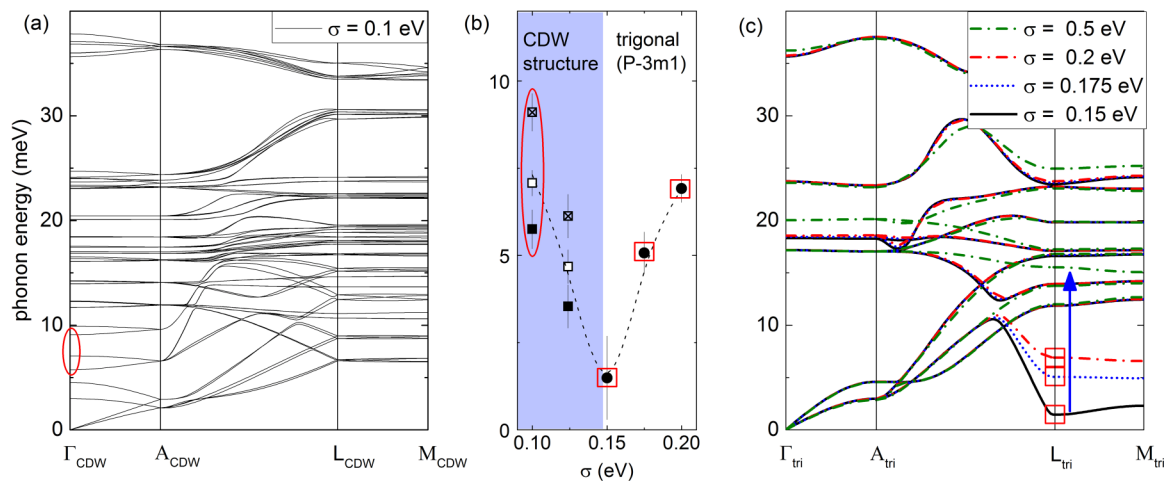 (a)
σ = 0.1 eV
phonon energy (meV)
30
20
10
0
Γ_CDW
A_CDW
L_CDW
M_CDW
(b)
CDW
structure
trigonal
(P-3m1)
10
5
0
0.10
0.15
0.20
σ (eV)
(c)
σ = 0.5 eV
σ = 0.2 eV
σ = 0.175 eV
σ = 0.15 eV
30
20
10
0
Γ_tri
A_tri
L_tri
M_tri